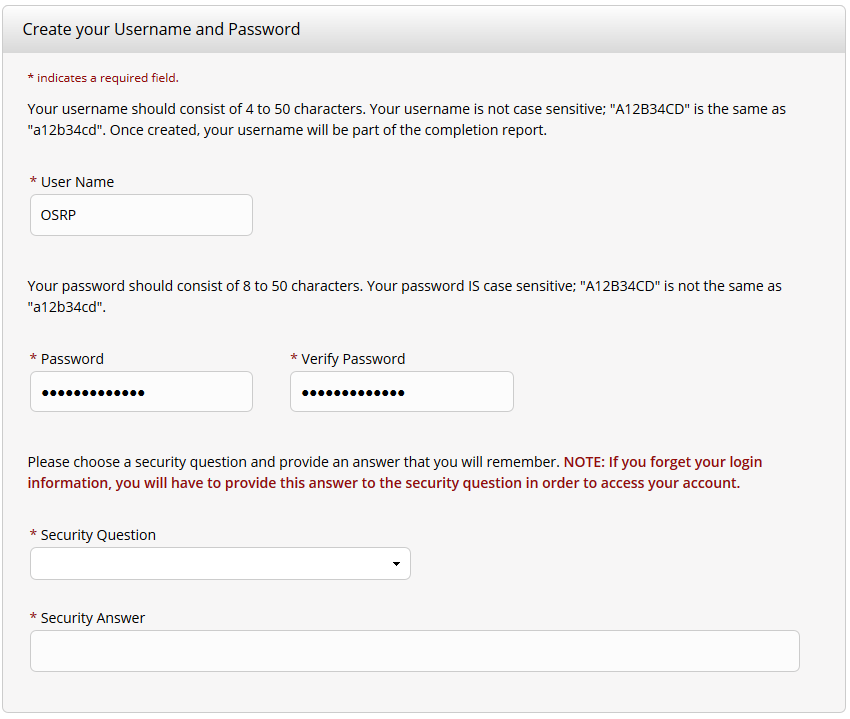 Create your Username and Password
* indicates a required field.
Your username should consist of 4 to 50 characters. Your username is not case sensitive; "A12B34CD" is the same as
"a12b34cd". Once created, your username will be part of the completion report.
* User Name
OSRP
Your password should consist of 8 to 50 characters. Your password IS case sensitive; "A12B34CD" is not the same as
"a12b34cd".
* Password * Verify Password
••••••••••••• •••••••••••••
Please choose a security question and provide an answer that you will remember. NOTE: If you forget your login
information, you will have to provide this answer to the security question in order to access your account.
* Security Question
* Security Answer